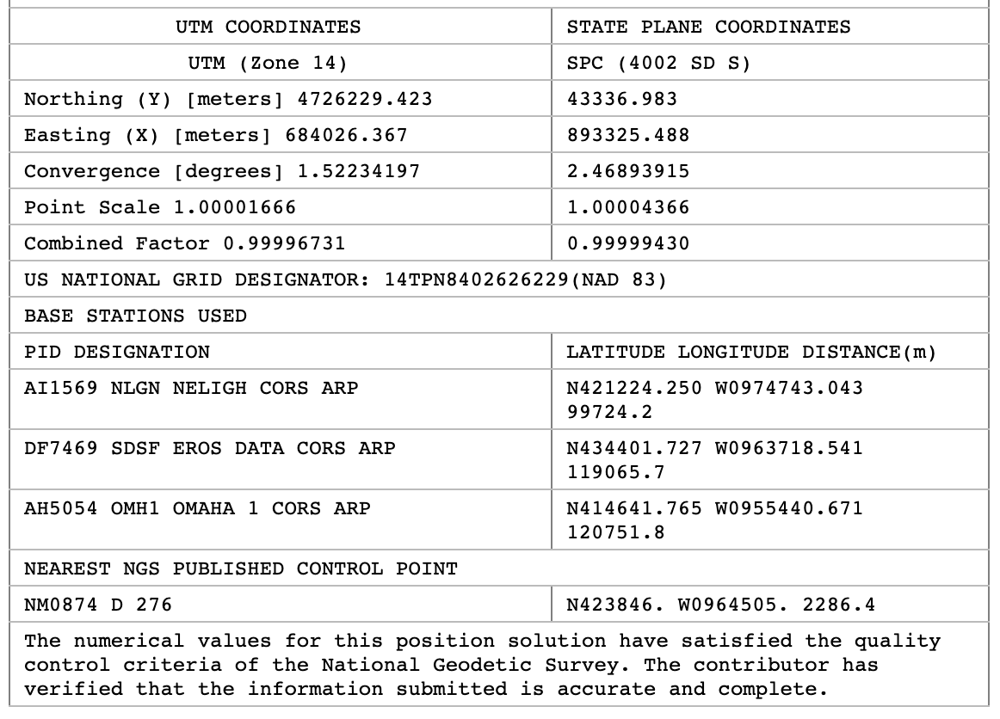 UTM COORDINATES STATE PLANE COORDINATES
UTM (Zone 14) SPC (4002 SD S)
Northing (Y) [meters] 4726229.423 43336.983
Easting (X) [meters] 684026.367 893325.488
Convergence [degrees] 1.52234197 2.46893915
Point Scale 1.00001666 1.00004366
Combined Factor 0.99996731 0.99999430
US NATIONAL GRID DESIGNATOR: 14TPN8402626229(NAD 83)
BASE STATIONS USED
PID DESIGNATION LATITUDE LONGITUDE DISTANCE(m)
AI1569 NLGN NELIGH CORS ARP N421224.250 W0974743.043
99724.2
DF7469 SDSF EROS DATA CORS ARP N434401.727 W0963718.541
119065.7
AH5054 OMH1 OMAHA 1 CORS ARP N414641.765 W0955440.671
120751.8
NEAREST NGS PUBLISHED CONTROL POINT
NM0874 D 276 N423846. W0964505. 2286.4
The numerical values for this position solution have satisfied the quality
control criteria of the National Geodetic Survey. The contributor has
verified that the information submitted is accurate and complete.